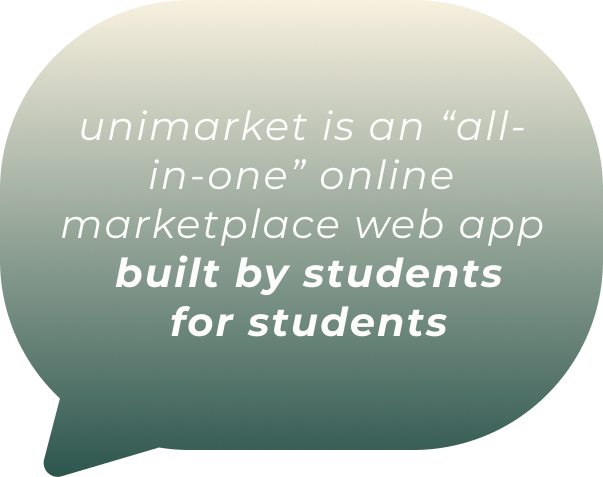 unimarket is an “all-
in-one” online
marketplace web app
built by students
for students